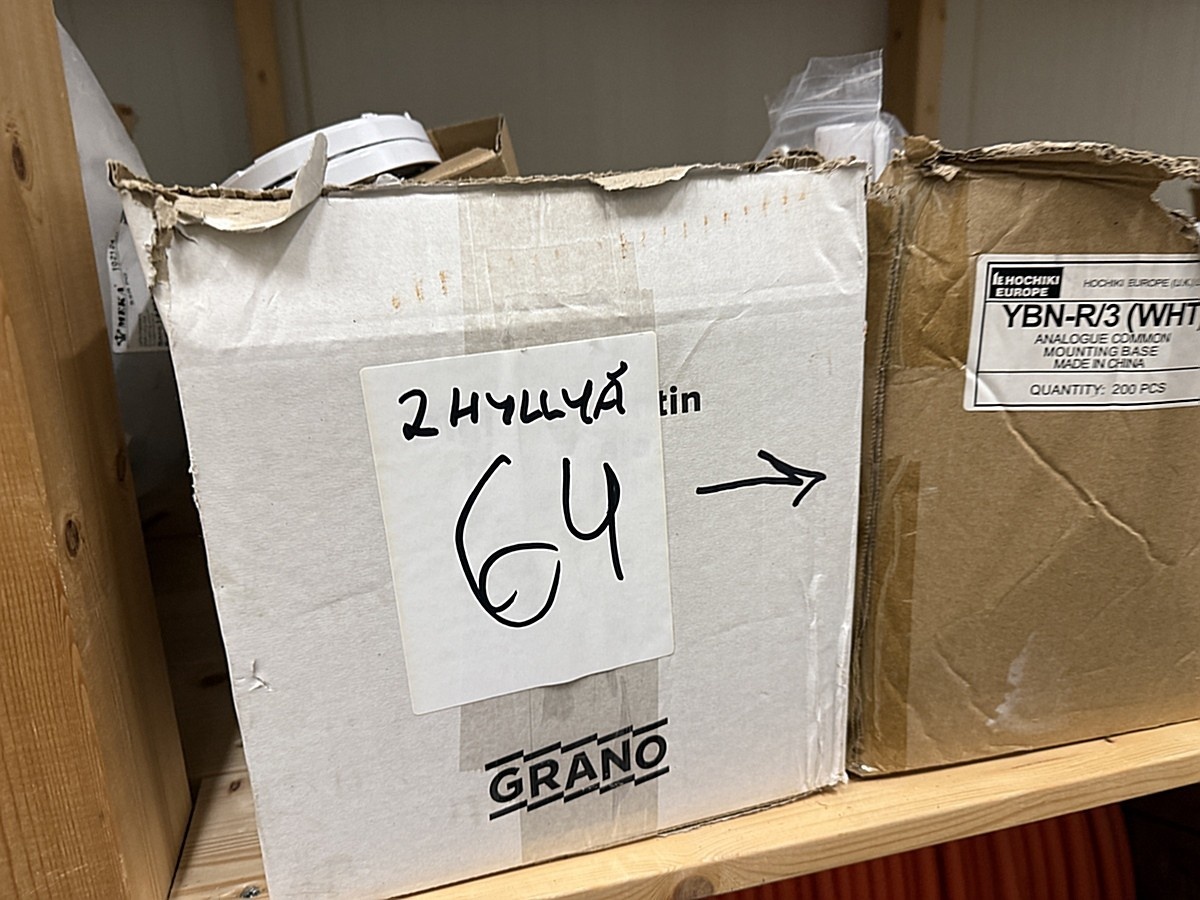 2 HYLLYÄ
64
tin
GRANO
HOCHIKI
EUROPE
HOCHIKI EUROPE (U.K)
YBN-R/3 (WHT
ANALOGUE COMMON
MOUNTING BASE
MADE IN CHINA
QUANTITY: 200 PCS
MEKA